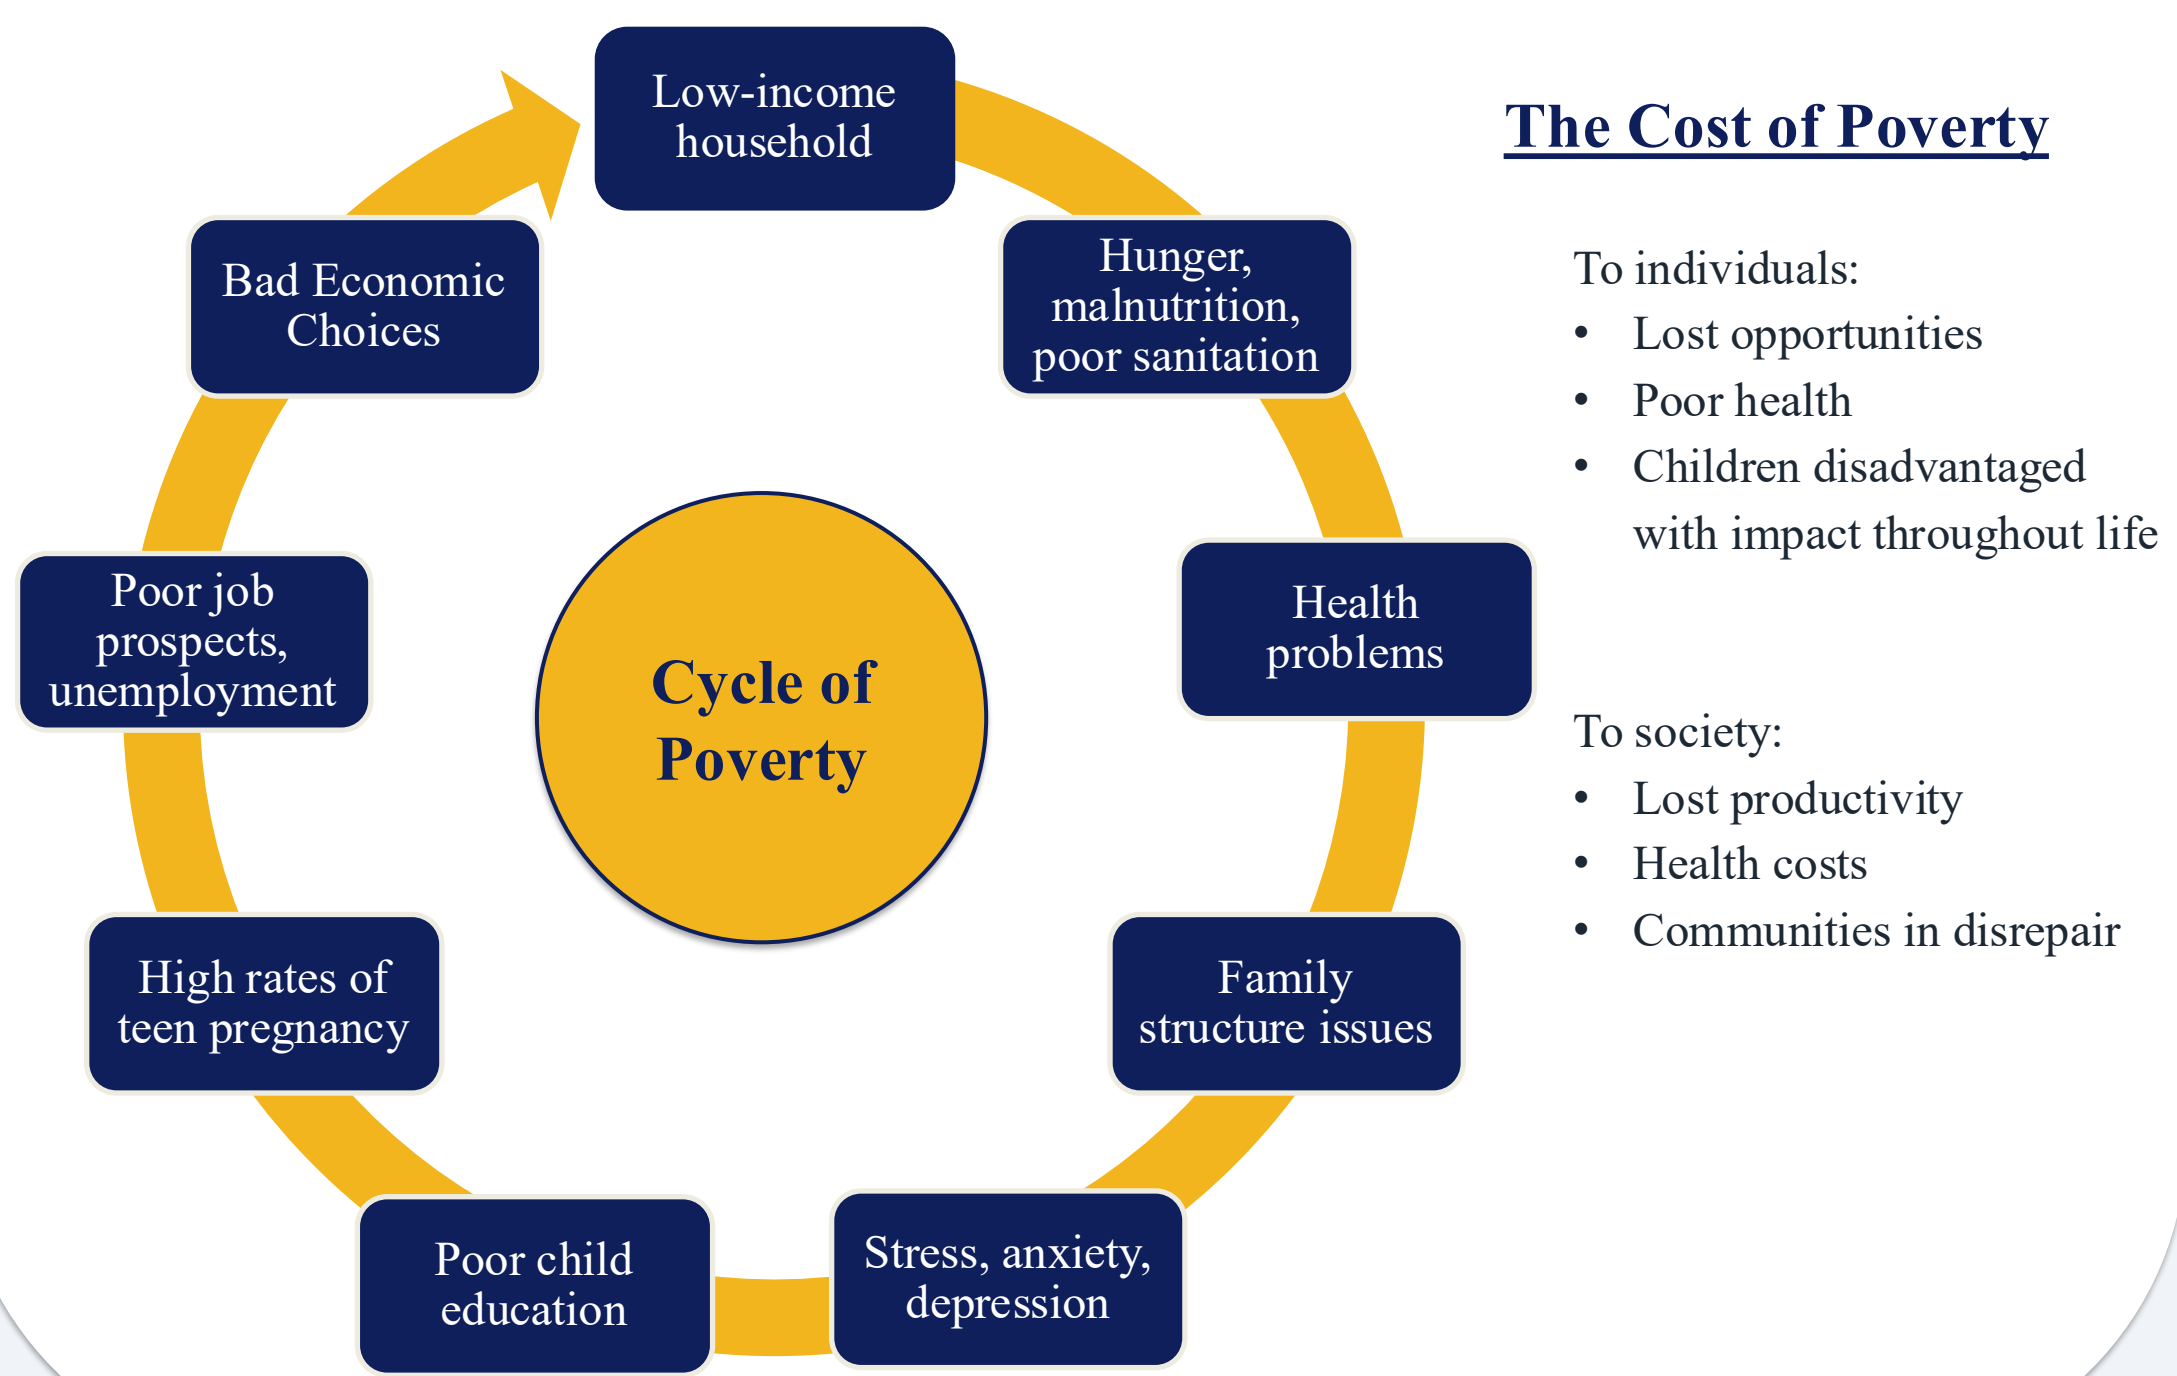 Low-income
household
Hunger,
malnutrition,
poor sanitation
Health
problems
Family
structure issues
Stress, anxiety,
depression
Poor child
education
High rates of
teen pregnancy
Poor job
prospects,
unemployment
Bad Economic
Choices
Cycle of
Poverty
The Cost of Poverty
To individuals:
• Lost opportunities
• Poor health
• Children disadvantaged
with impact throughout life
To society:
• Lost productivity
• Health costs
• Communities in disrepair